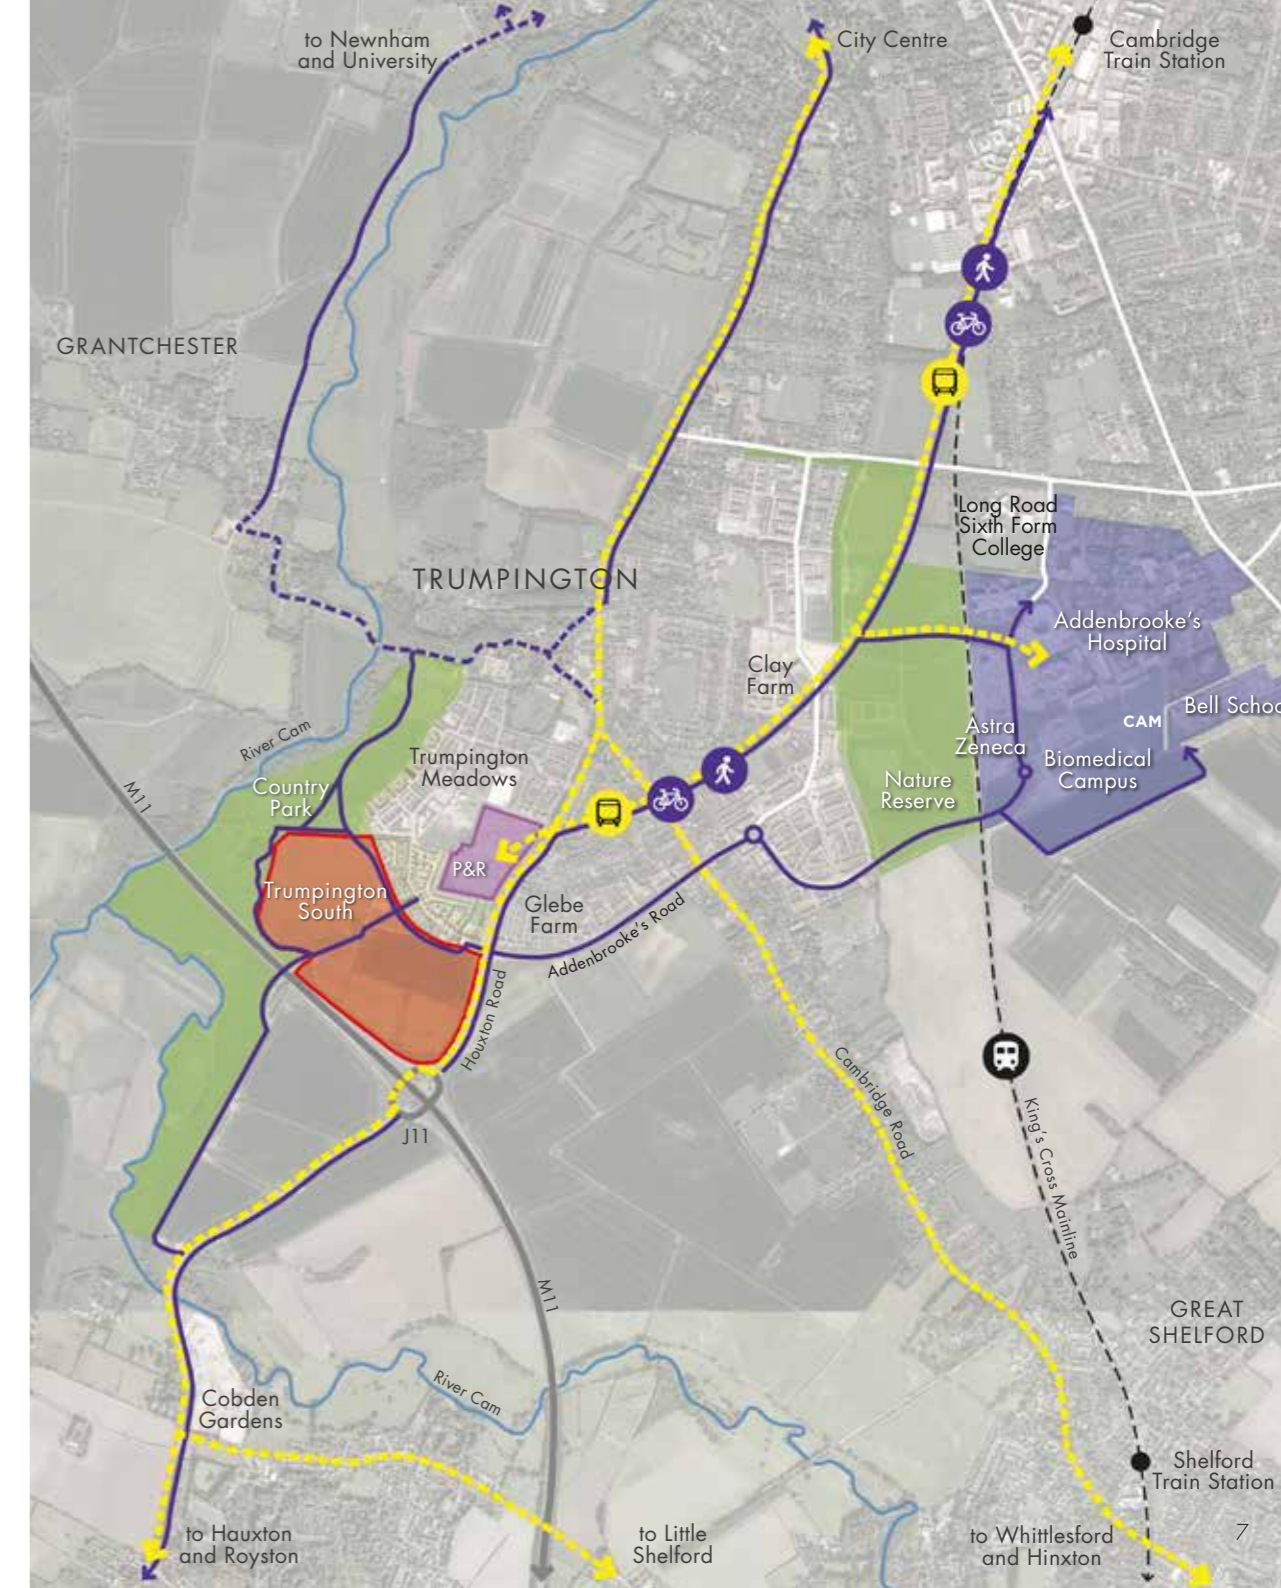 to Newnham
and University
City Centre
Cambridge
Train Station
GRANTCHESTER
Long Road
Sixth Form
College
TRUMPINGTON
Addenbrooke's
Hospital
Clay
Farm
Bell Schoo
CAM
River Cam
Astra
Zeneca
Trumpington
Meadows
Biomedical
Campus
M11
Country
Park
Nature
Reserve
P&R
Trumpington
South
Glebe
Farm
Addenbrooke's Road
Houxton Road
Cambridge Road
King's Cross Mainline
J11
M11
GREAT
SHELFORD
River Cam
Cobden
Gardens
Shelford
Train Station
to Hauxton
and Royston
to Little
Shelford
to Whittlesford
and Hinxton
7